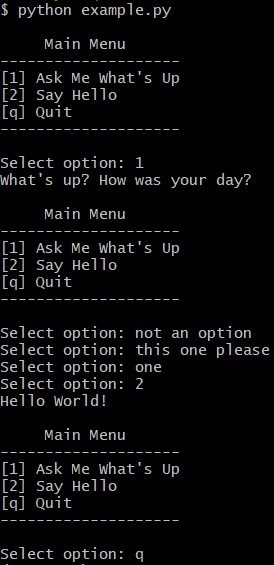 $ python example.py
Main Menu
--------------------
[1] Ask Me What's Up
[2] Say Hello
[q] Quit
--------------------
Select option: 1
What's up? How was your day?
Main Menu
--------------------
[1] Ask Me What's Up
[2] Say Hello
[q] Quit
--------------------
Select option: not an option
Select option: this one please
Select option: one
Select option: 2
Hello World!
Main Menu
--------------------
[1] Ask Me What's Up
[2] Say Hello
[q] Quit
--------------------
Select option: q